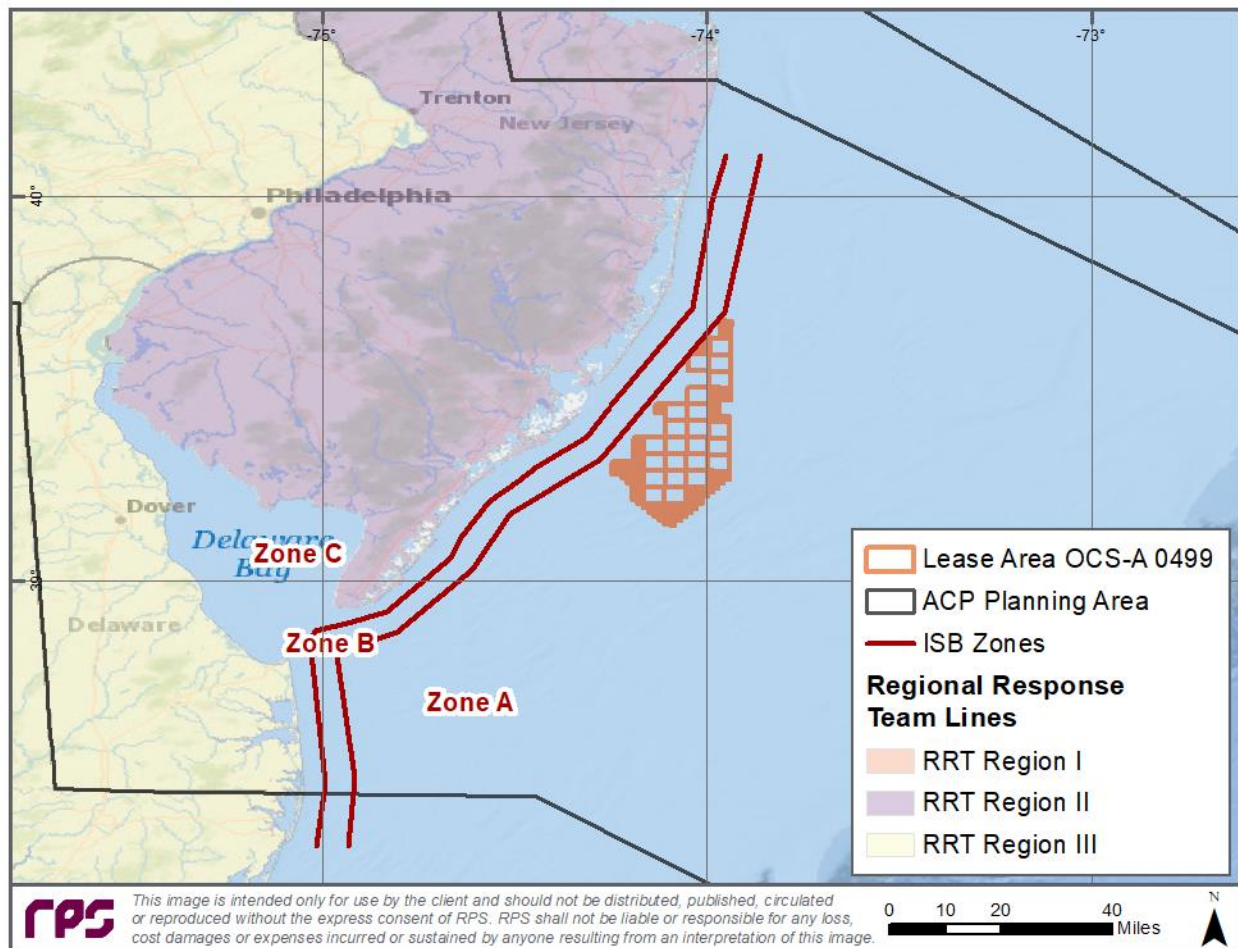 -75°
-74°
-73°
Trenton
New Jersey
40°
Philadelphia
Dover
Delaware
Bay
Zone C
39°
Delaware
Zone B
Zone A
Lease Area OCS-A 0499
ACP Planning Area
ISB Zones
Regional Response
Team Lines
RRT Region I
RRT Region II
RRT Region III
rps
This image is intended only for use by the client and should not be distributed, published, circulated
or reproduced without the express consent of RPS. RPS shall not be liable or responsible for any loss,
cost damages or expenses incurred or sustained by anyone resulting from an interpretation of this image.
0 10 20 40
Miles
N